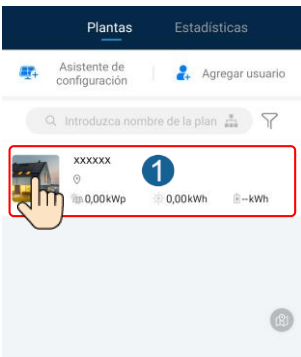 Plantas Estadísticas
Asistente de configuración Agregar usuario
Introduzca nombre de la plan
xxxxxx
1
0,00kWp 0,00kWh --kWh